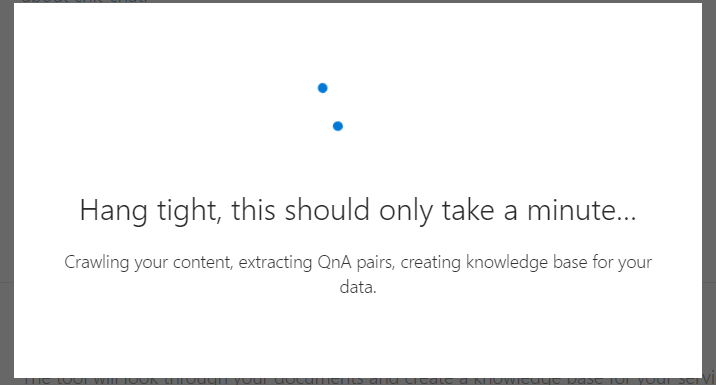 about chit-chat.
Hang tight, this should only take a minute...
Crawling your content, extracting QnA pairs, creating knowledge base for your
data.
The tool will look through your documents and create a knowledge base for your servi